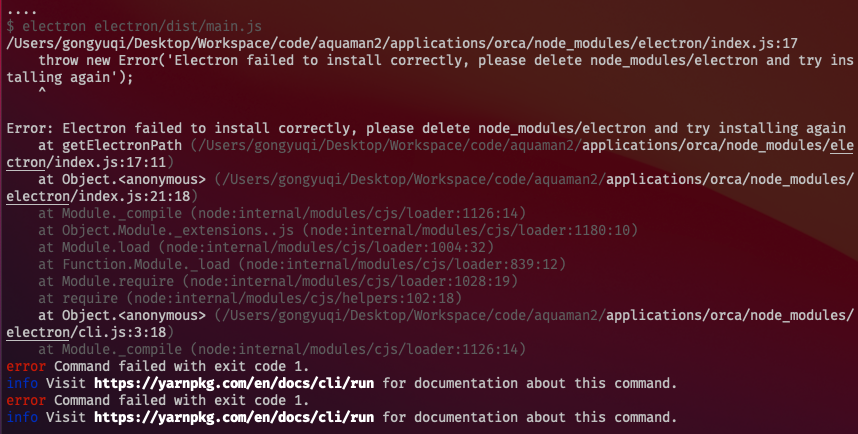 ....
$ electron electron/dist/main.js
/Users/gongyuqi/Desktop/Workspace/code/aquaman2/applications/orca/node_modules/electron/index.js:17
    throw new Error('Electron failed to install correctly, please delete node_modules/electron and try ins
talling again');
    ^

Error: Electron failed to install correctly, please delete node_modules/electron and try installing again
    at getElectronPath (/Users/gongyuqi/Desktop/Workspace/code/aquaman2/applications/orca/node_modules/ele
ctron/index.js:17:11)
    at Object.<anonymous> (/Users/gongyuqi/Desktop/Workspace/code/aquaman2/applications/orca/node_modules/
electron/index.js:21:18)
    at Module._compile (node:internal/modules/cjs/loader:1126:14)
    at Object.Module._extensions..js (node:internal/modules/cjs/loader:1180:10)
    at Module.load (node:internal/modules/cjs/loader:1004:32)
    at Function.Module._load (node:internal/modules/cjs/loader:839:12)
    at Module.require (node:internal/modules/cjs/loader:1028:19)
    at require (node:internal/modules/cjs/helpers:102:18)
    at Object.<anonymous> (/Users/gongyuqi/Desktop/Workspace/code/aquaman2/applications/orca/node_modules/
electron/cli.js:3:18)
    at Module._compile (node:internal/modules/cjs/loader:1126:14)
error Command failed with exit code 1.
info Visit https://yarnpkg.com/en/docs/cli/run for documentation about this command.
error Command failed with exit code 1.
info Visit https://yarnpkg.com/en/docs/cli/run for documentation about this command.